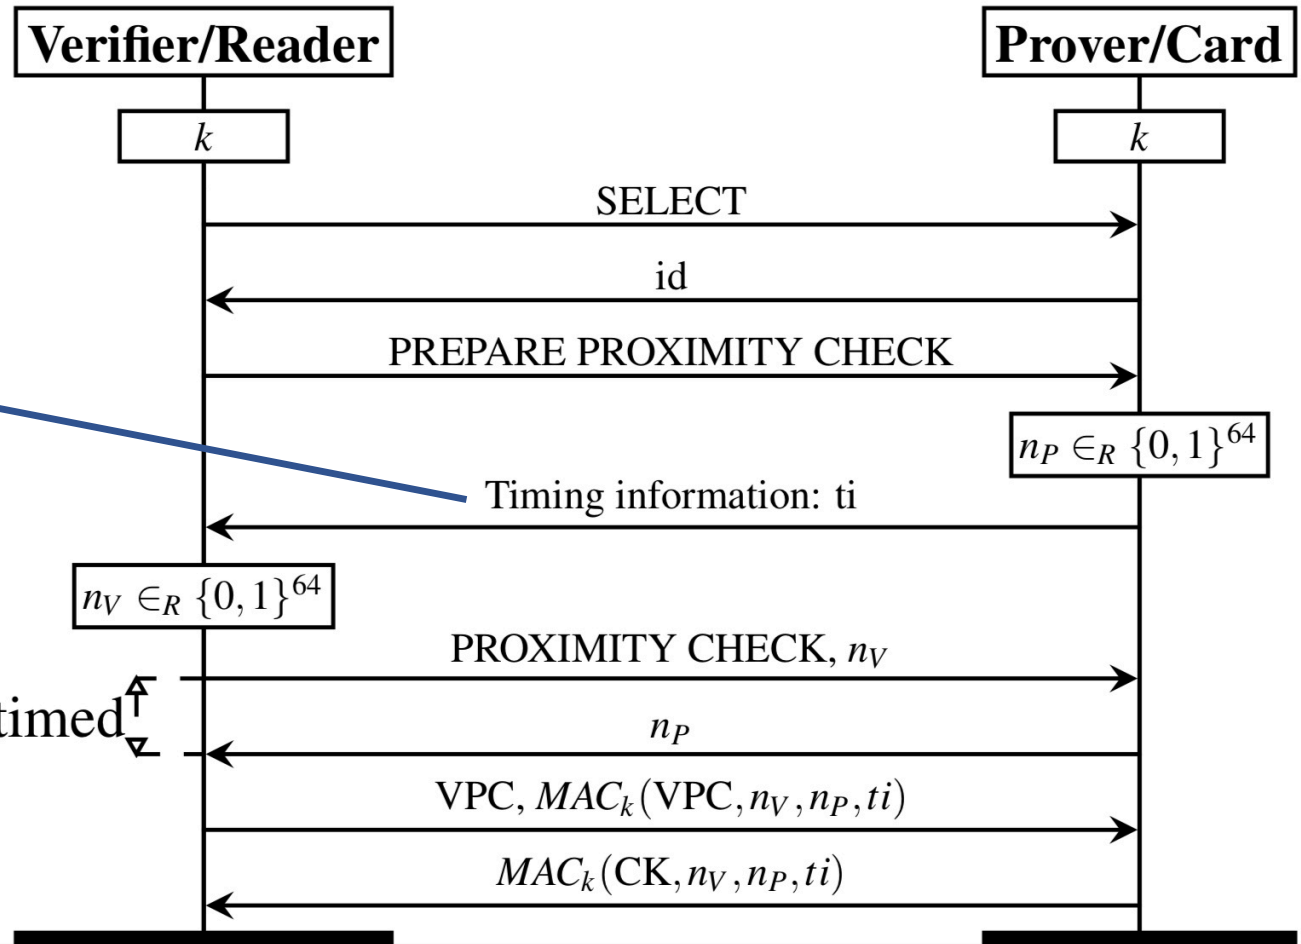 Verifier/Reader
Prover/Card
k
k
SELECT
id
PREPARE PROXIMITY CHECK
n_P ∈_R {0,1}^64
Timing information: ti
n_V ∈_R {0,1}^64
PROXIMITY CHECK, n_V
timed
n_P
VPC, MAC_k(VPC,n_V,n_P,ti)
MAC_k(CK,n_V,n_P,ti)